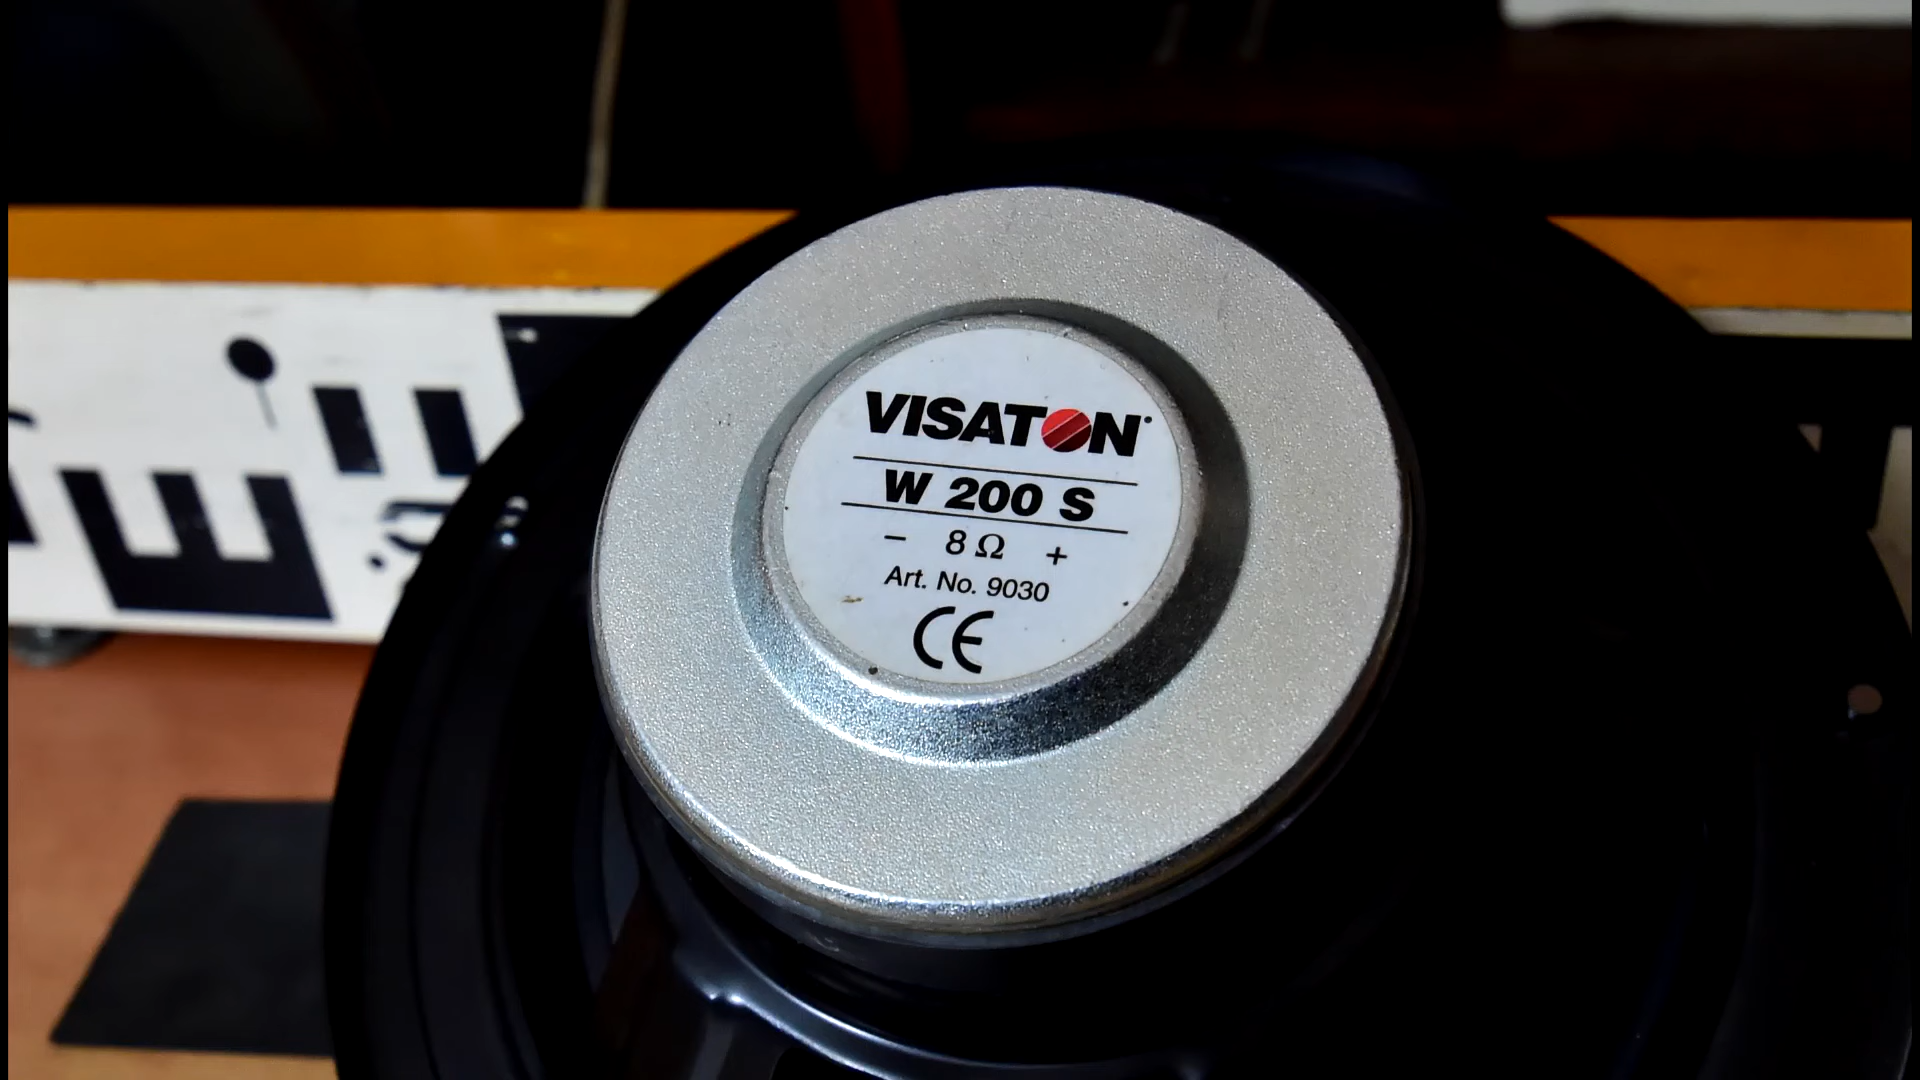 VISATON
W 200 S
- 8 Ω +
Art. No. 9030
CE